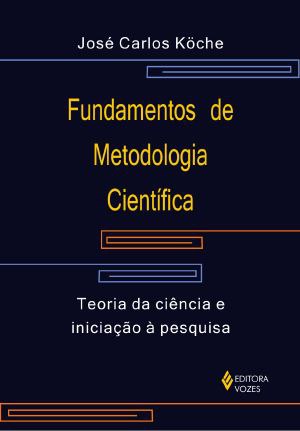 José Carlos Köche
Fundamentos de
Metodologia
Científica
Teoria da ciência e
iniciação à pesquisa
EDITORA
VOZES